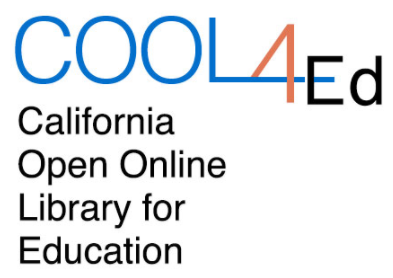 COOL4Ed
California
Open Online
Library for
Education